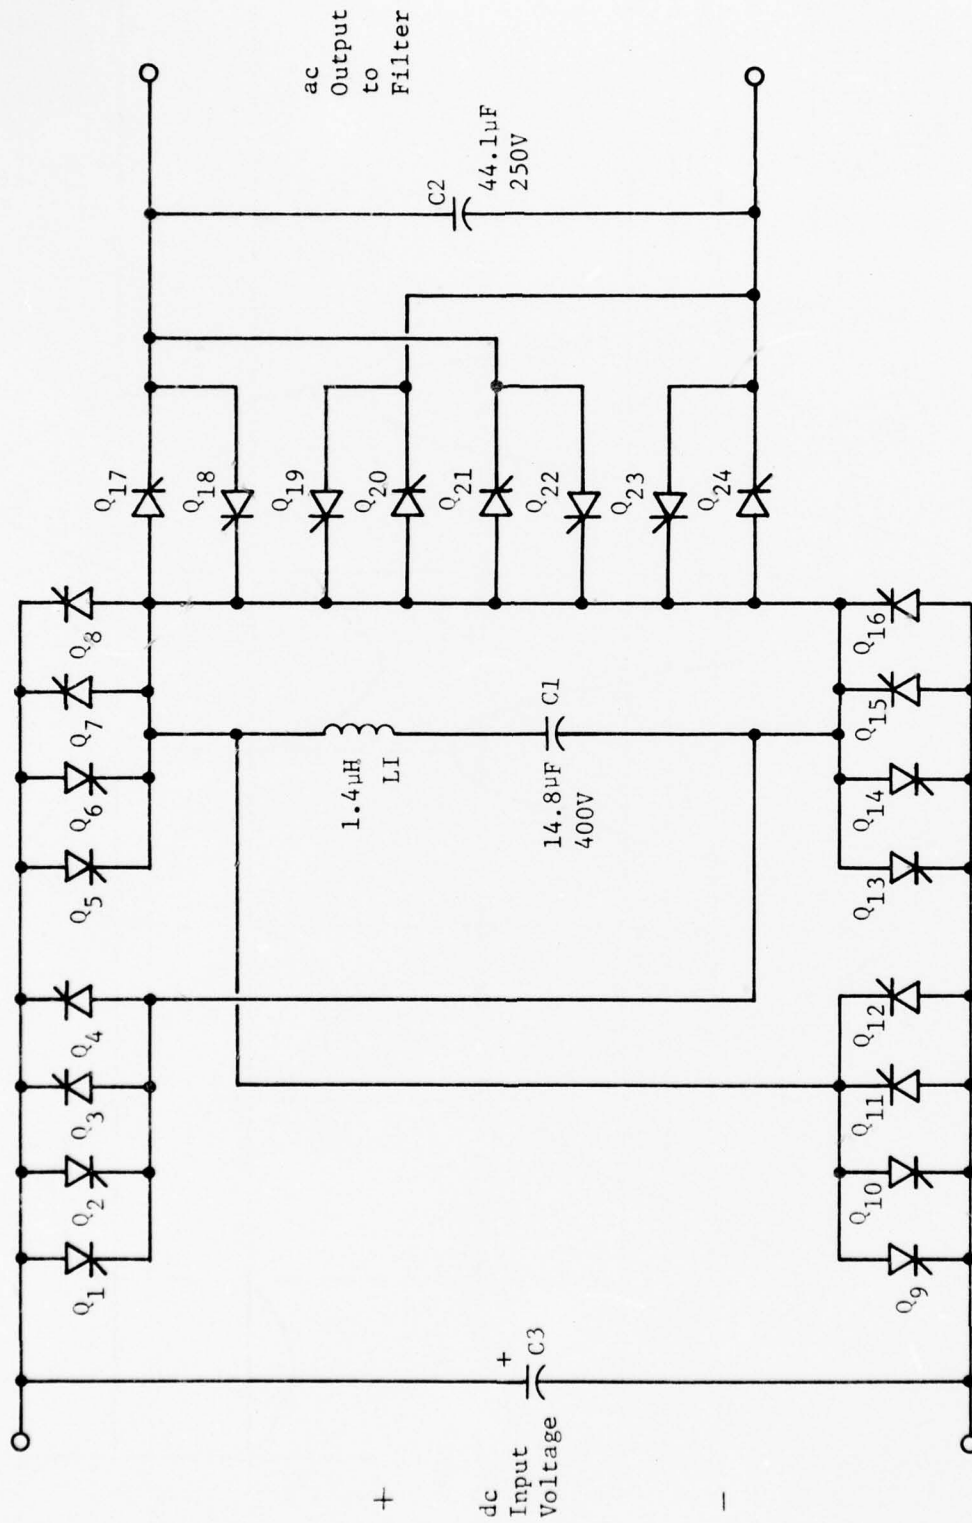 Q1
Q2
Q3
Q4
Q5
Q6
Q7
Q8
Q17
Q18
Q19
Q20
Q21
Q22
Q23
Q24
ac
Output
to
Filter
C2
44.1µF
250V
1.4µH
LI
14.8µF
400V
C1
+
dc
Input
Voltage
−
+
C3
Q9
Q10
Q11
Q12
Q13
Q14
Q15
Q16